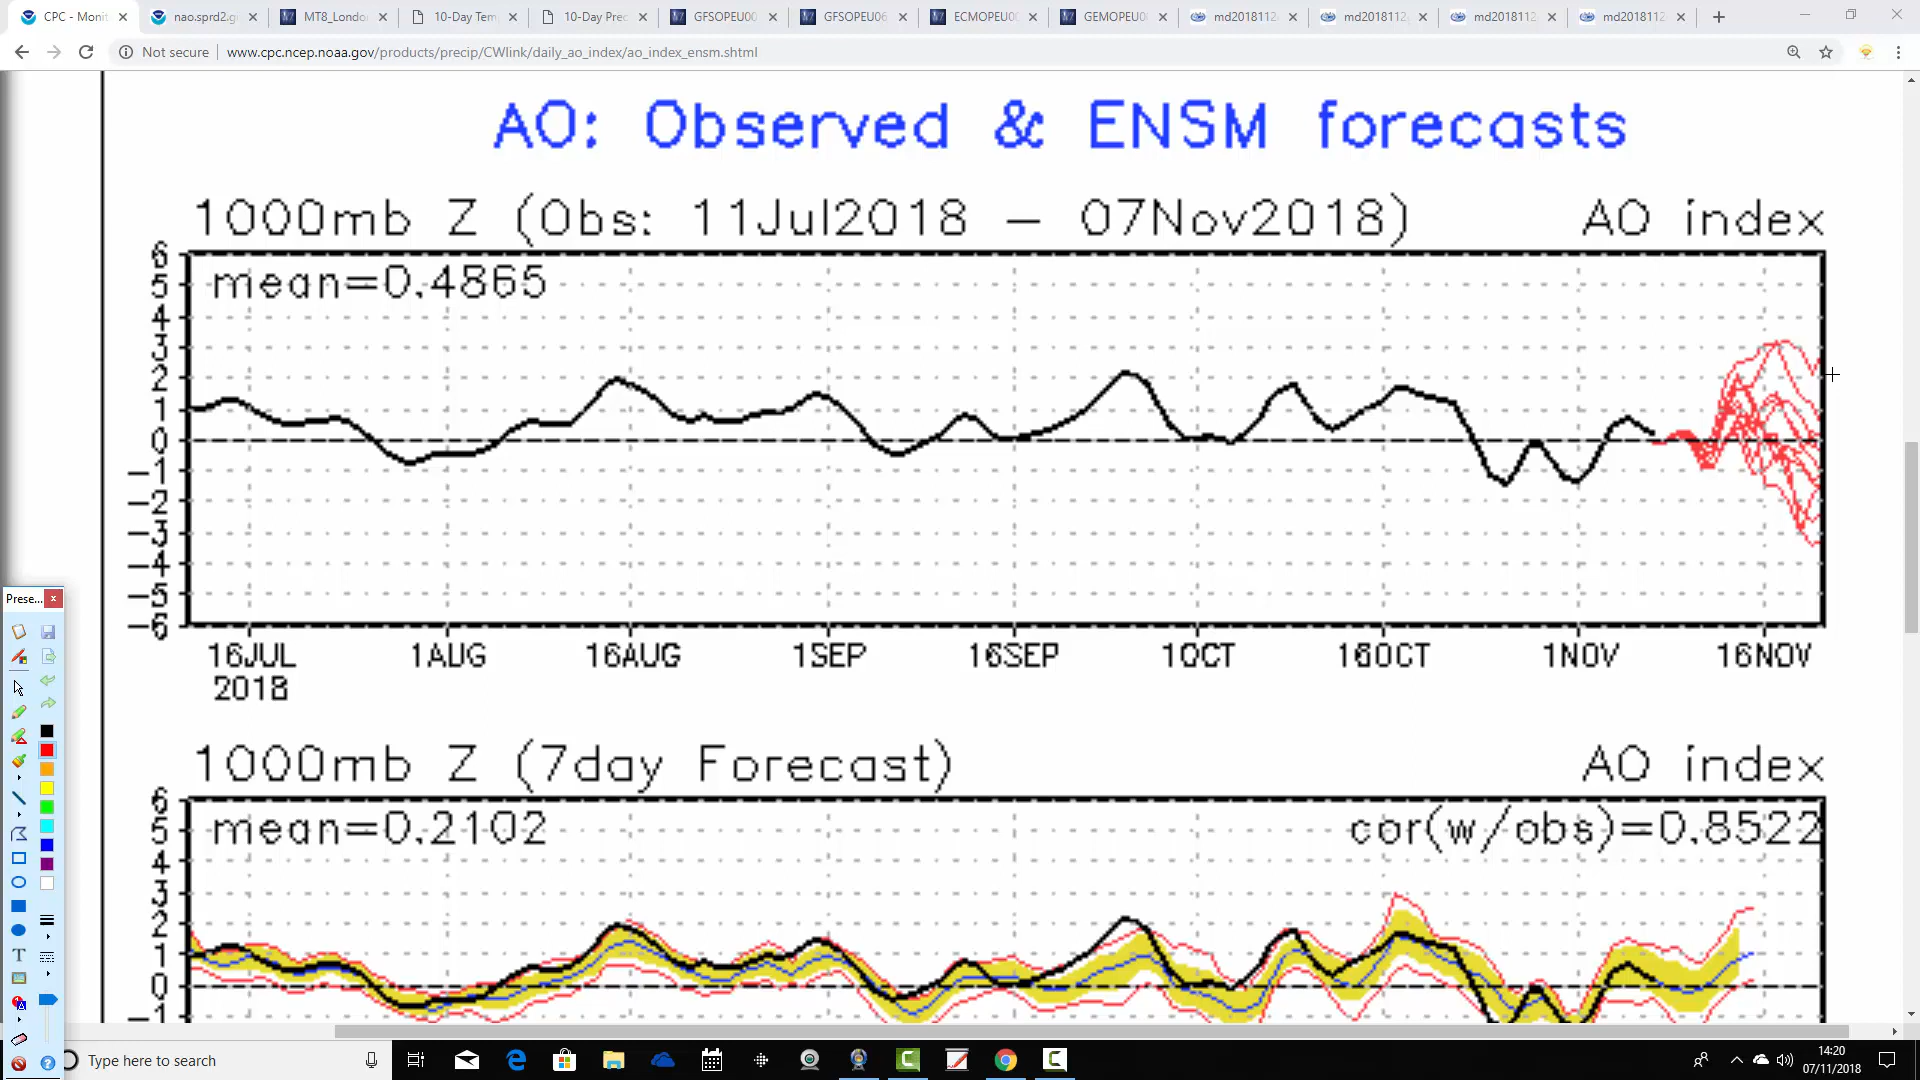 CPC - Monit
nao.sprd2.g
MT8_Londo
10-Day Tem
10-Day Prec
GFSOPEU00
GFSOPEU06
ECMOPEU0
GEMOPEU0
md2018112
md2018112
md2018112
md2018112
Not secure
www.cpc.ncep.noaa.gov/products/precip/CWlink/daily_ao_index/ao_index_ensm.shtml
AO: Observed & ENSM forecasts
1000mb Z (Obs: 11Jul2018 – 07Nov2018) AO index
mean=0.4865
6
5
4
3
2
1
0
-1
-2
-3
-4
-5
-6
16JUL 1AUG 16AUG 1SEP 16SEP 1OCT 16OCT 1NOV 16NOV
2018
1000mb Z (7day Forecast) AO index
mean=0.2102 cor(w/obs)=0.8522
6
5
4
3
2
1
0
-1
Prese...
T
Type here to search
14:20
07/11/2018